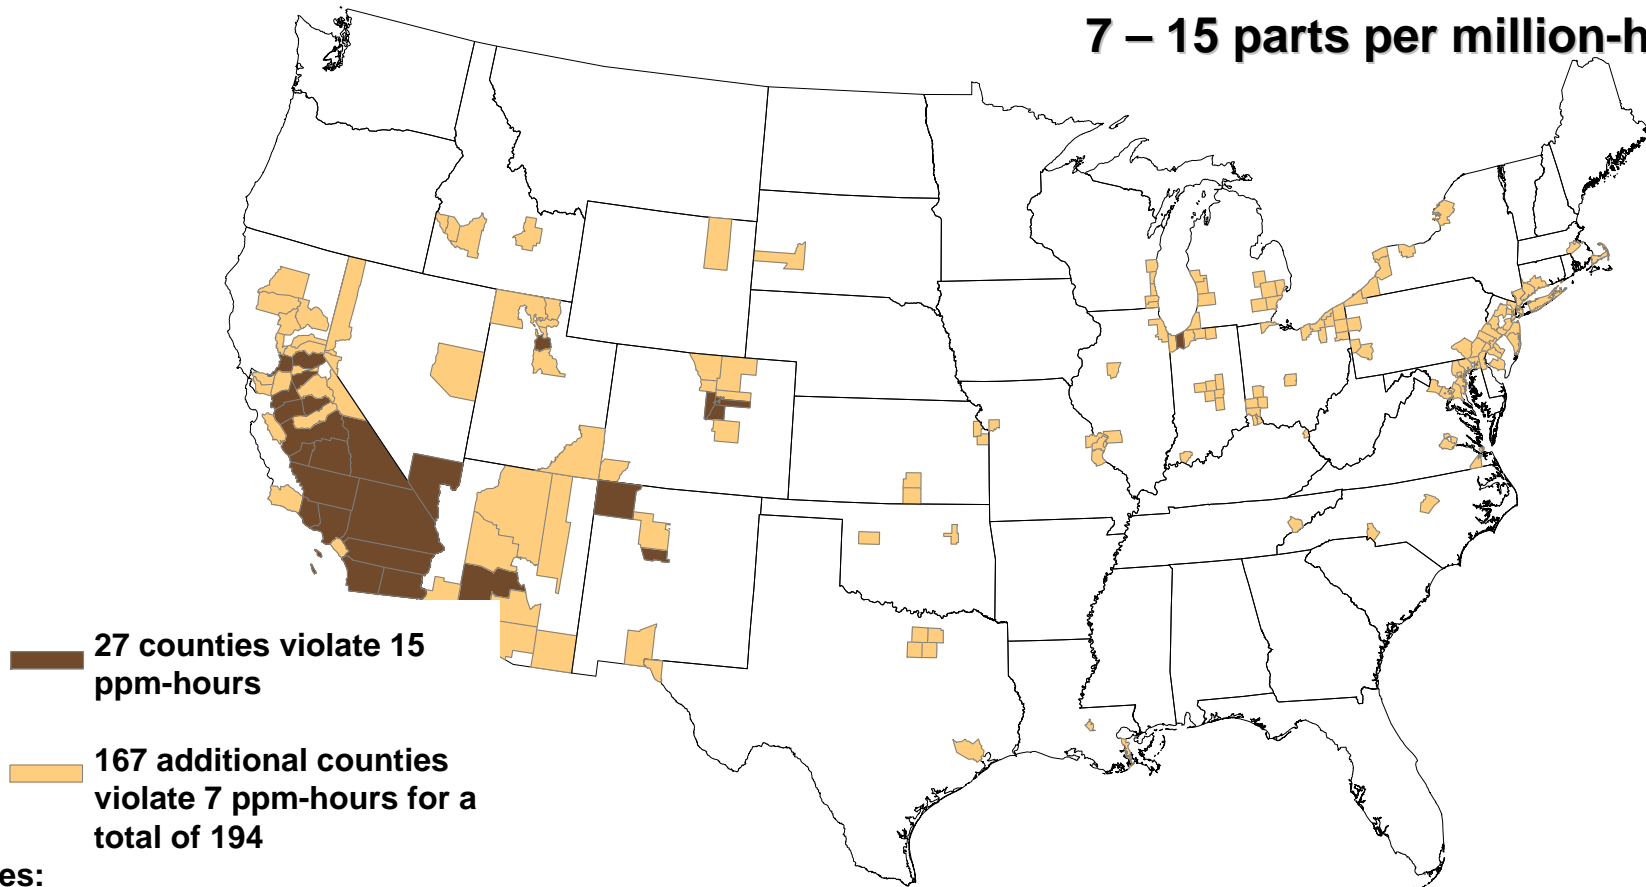 7 – 15 parts per million-h
27 counties violate 15
ppm-hours
167 additional counties
violate 7 ppm-hours for a
total of 194
es: